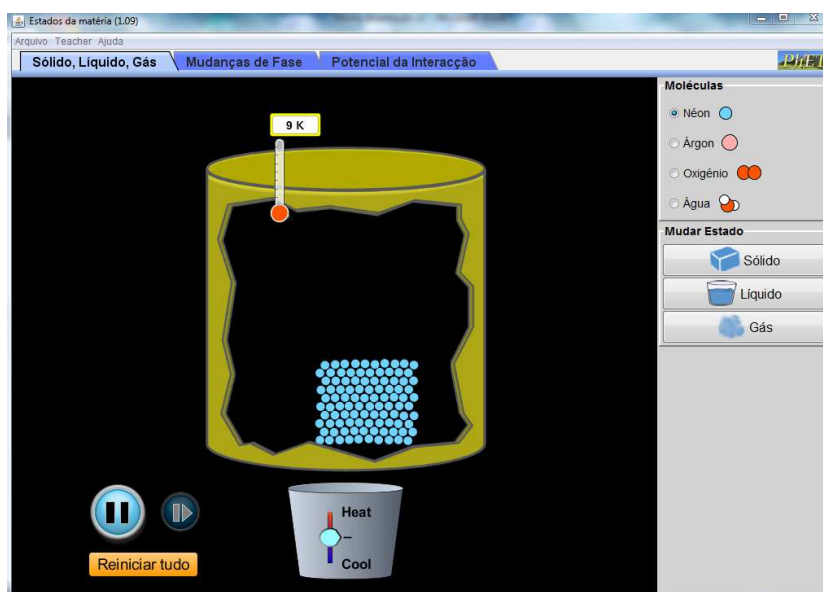 Estados da matéria (1.09)
Arquivo Teacher Ajuda
Sólido, Líquido, Gás Mudanças de Fase Potencial da Interacção
PhET
Moléculas
Néon
Árgon
Oxigénio
Água
Mudar Estado
Sólido
Líquido
Gás
9 K
Heat
Cool
Reiniciar tudo